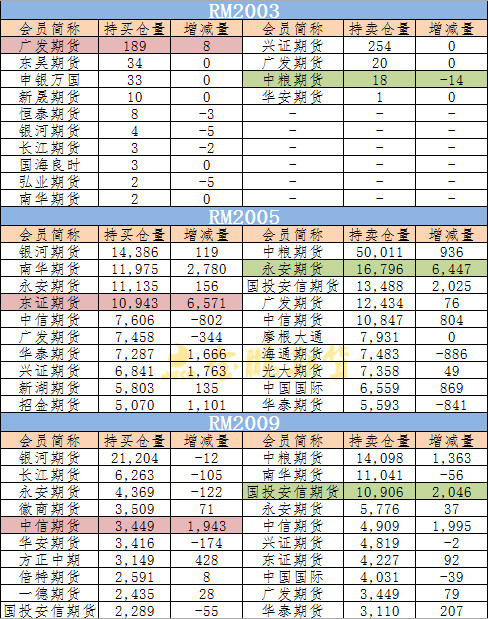 RM2003
会员简称 持买仓量 增减量 会员简称 持卖仓量 增减量
广发期货 189 8 兴证期货 254 0
东吴期货 34 0 广发期货 20 0
申银万国 33 0 中粮期货 18 -14
新晟期货 10 0 华安期货 1 0
恒泰期货 8 -3 - - -
银河期货 4 -5 - - -
长江期货 3 -2 - - -
国海良时 3 0 - - -
弘业期货 2 -5 - - -
南华期货 2 0 - - -
RM2005
会员简称 持买仓量 增减量 会员简称 持卖仓量 增减量
银河期货 14,386 119 中粮期货 50,011 936
南华期货 11,975 2,780 永安期货 16,796 6,447
永安期货 11,135 156 国投安信期货 13,488 2,025
东证期货 10,943 6,571 广发期货 12,434 76
中信期货 7,606 -802 中信期货 10,847 804
广发期货 7,458 -344 摩根大通 7,931 0
华泰期货 7,287 1,666 海通期货 7,483 -886
兴证期货 6,841 1,763 光大期货 7,358 49
新湖期货 5,803 135 中国国际 6,559 869
招金期货 5,070 1,101 华泰期货 5,593 -841
RM2009
会员简称 持买仓量 增减量 会员简称 持卖仓量 增减量
银河期货 21,204 -12 中粮期货 14,098 1,363
长江期货 6,263 -105 南华期货 11,041 -56
永安期货 4,369 -122 国投安信期货 10,906 2,046
徽商期货 3,509 71 永安期货 5,776 37
中信期货 3,449 1,943 中信期货 4,909 1,995
华安期货 3,416 -174 兴证期货 4,819 -2
方正中期 3,149 428 东证期货 4,227 92
倍特期货 2,591 8 中国国际 4,031 -39
一德期货 2,435 28 广发期货 3,449 79
国投安信期货 2,289 -55 华泰期货 3,110 207